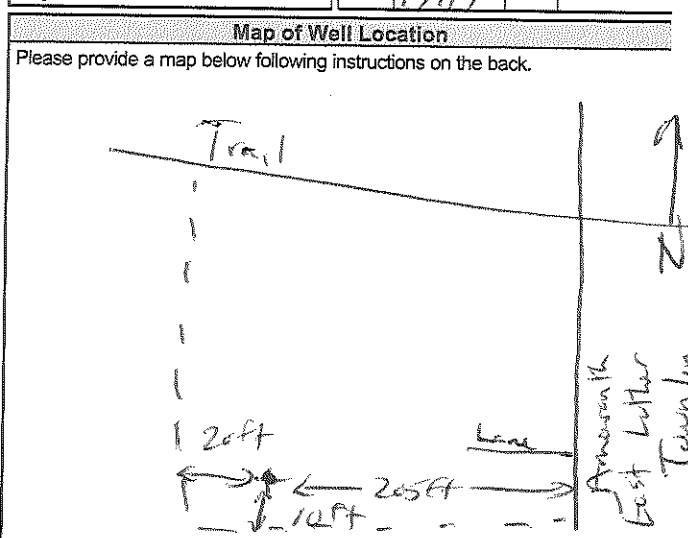 Map of Well Location
Please provide a map below following instructions on the back.
Trail
N
20ft
Lane
205ft
10ft
Amaranth
East Luther